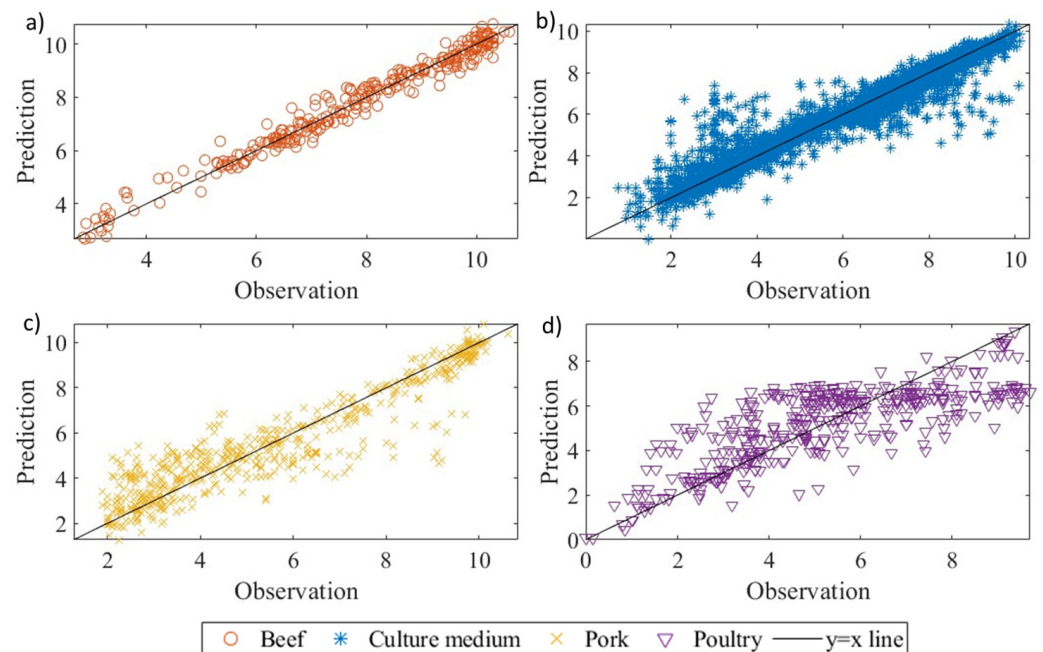 a)
10
8
6
4
Prediction
4 6 8 10
Observation
b)
10
8
6
4
2
Prediction
2 4 6 8 10
Observation
c)
10
8
6
4
2
Prediction
2 4 6 8 10
Observation
d)
8
6
4
2
0
Prediction
0 2 4 6 8
Observation
Beef Culture medium Pork Poultry y=x line